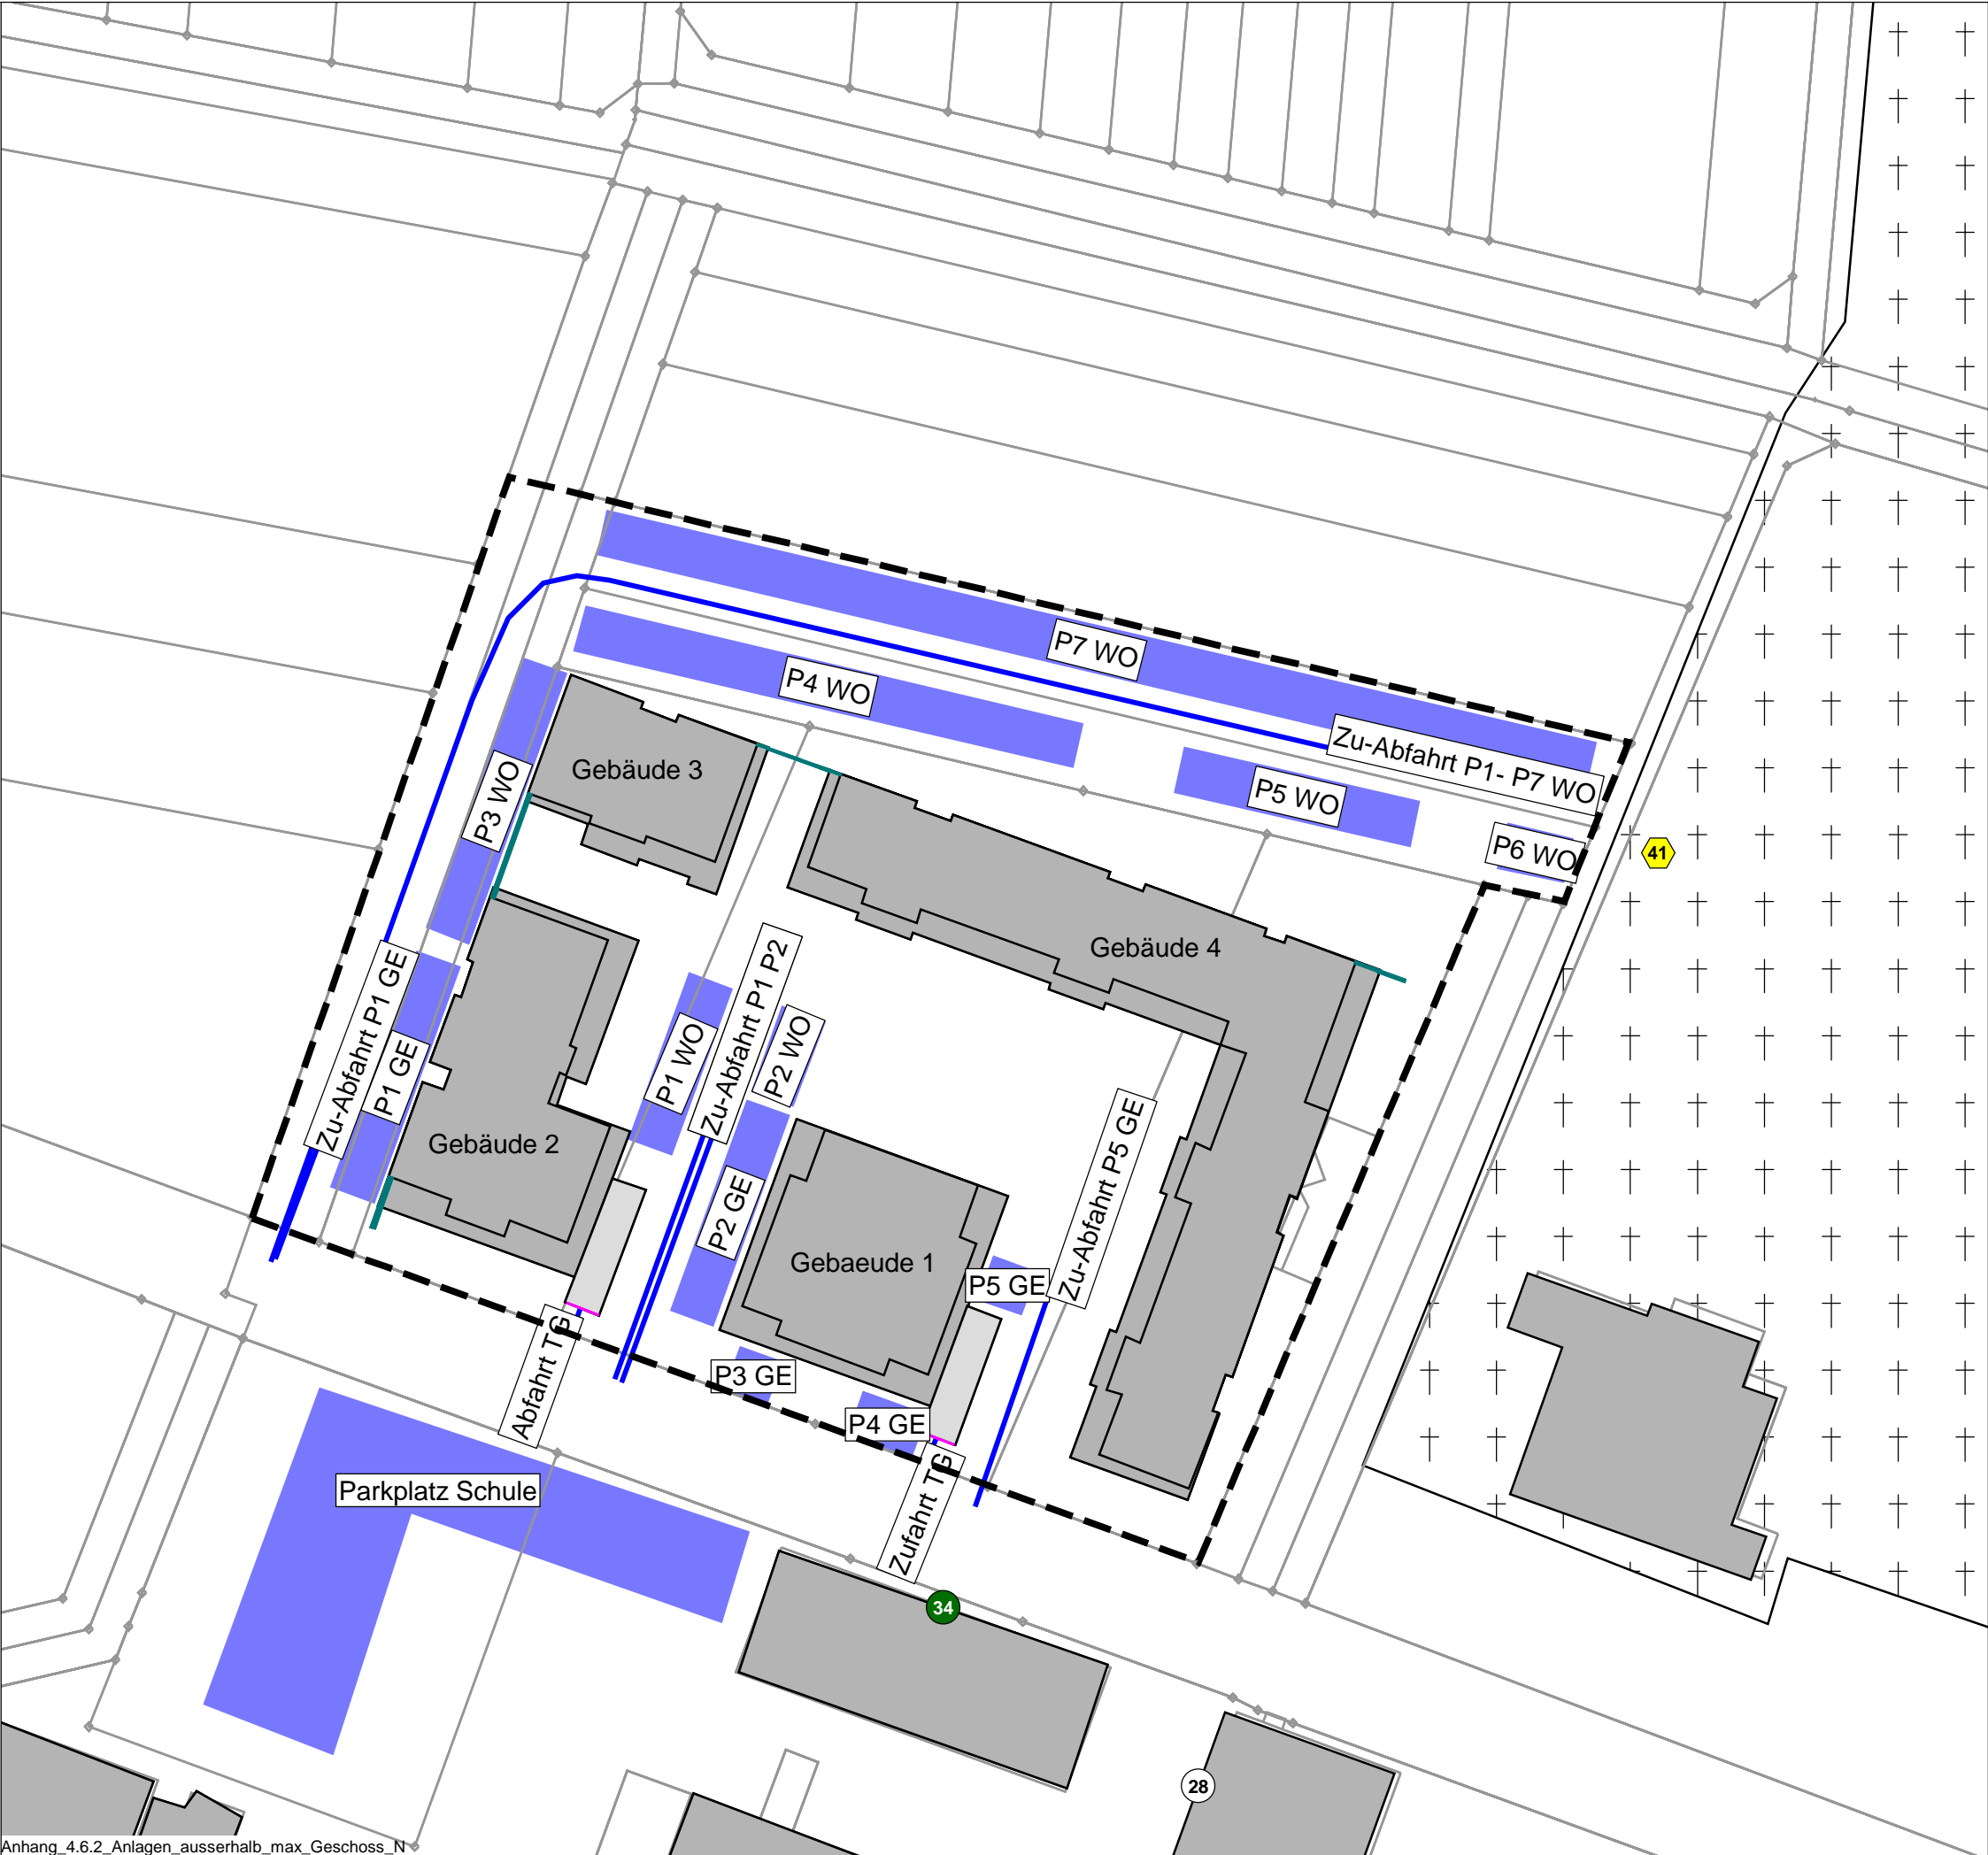 P7 WO
P4 WO
Zu-Abfahrt P1- P7 WO
Gebäude 3
P3 WO
P5 WO
P6 WO
41
Gebäude 4
Zu-Abfahrt P1 GE
P1 GE
P1 WO
Zu-Abfahrt P1 P2
P2 WO
Gebäude 2
P2 GE
Gebaeude 1
Zu-Abfahrt P5 GE
P5 GE
Abfahrt TG
P3 GE
P4 GE
Zufahrt TG
Parkplatz Schule
34
28
Anhang_4.6.2_Anlagen_ausserhalb_max_Geschoss_N